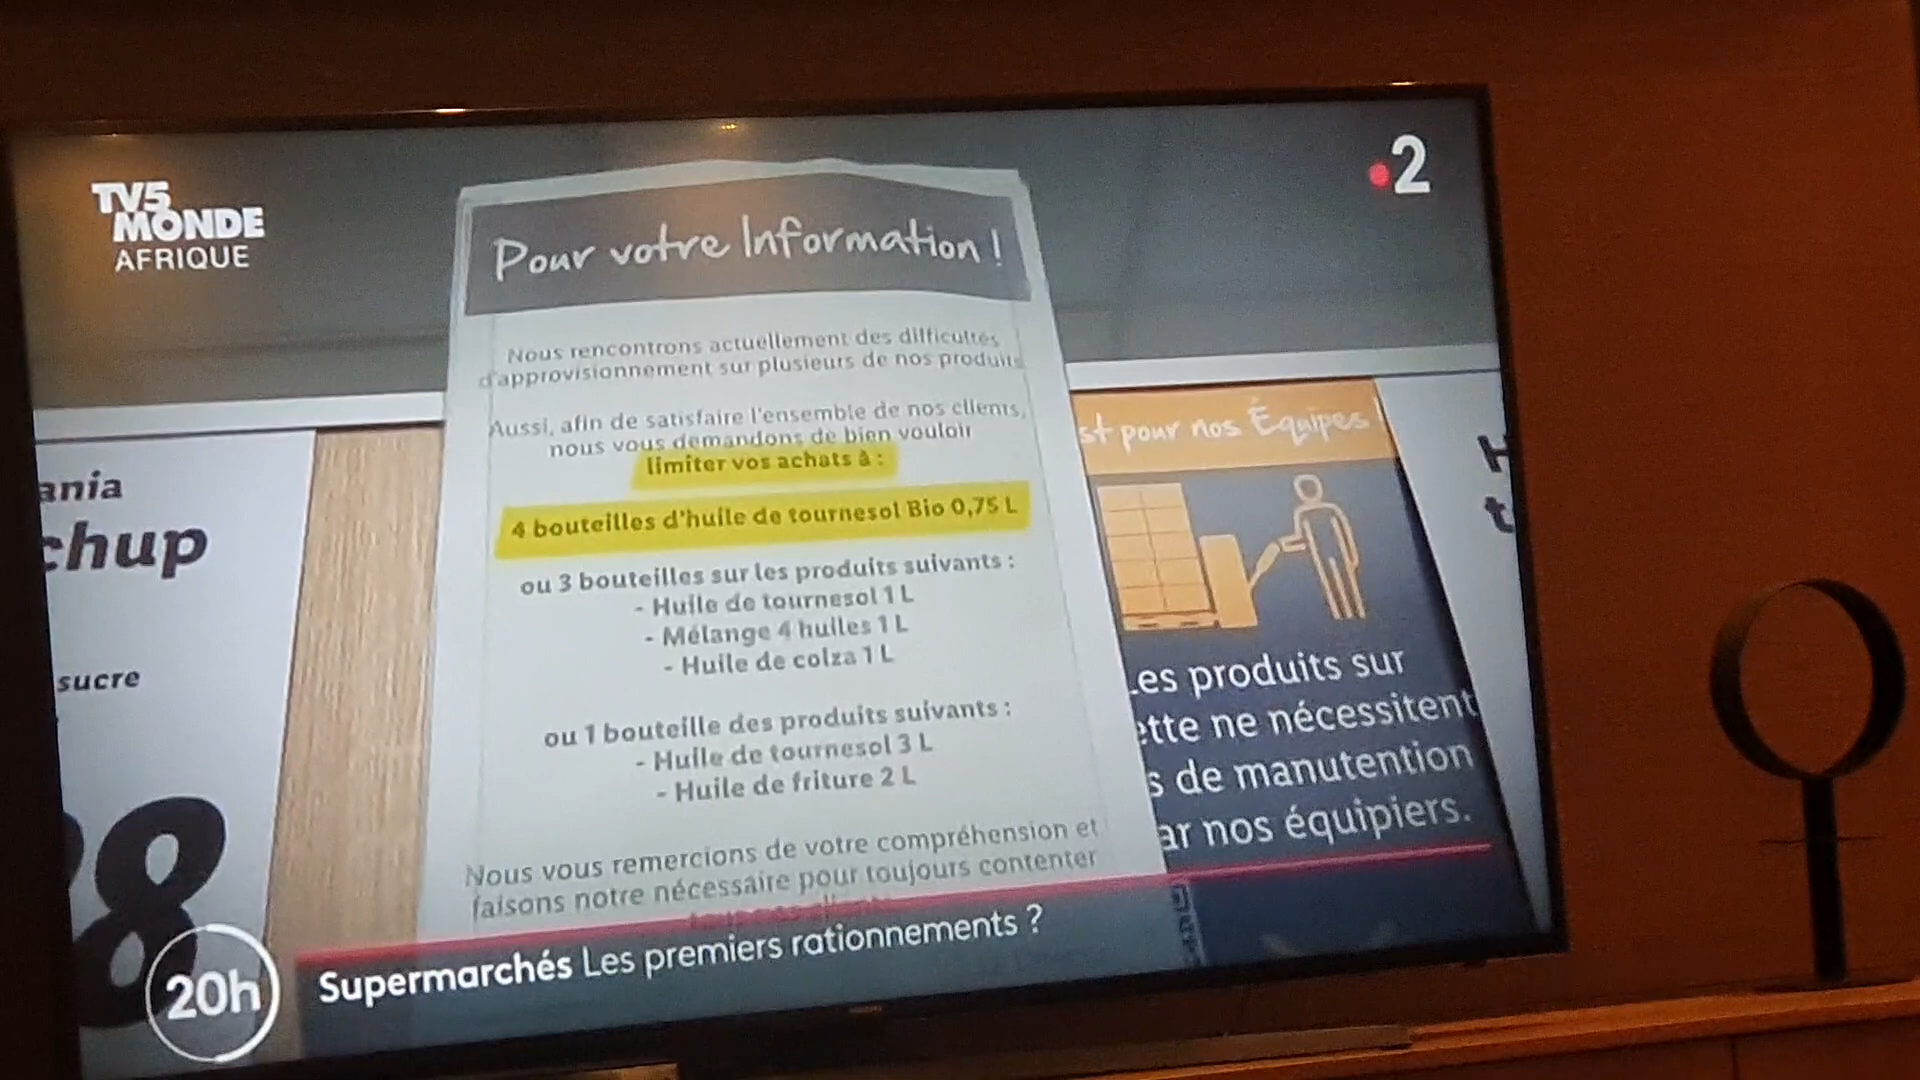 TV5
MONDE
AFRIQUE
2
Pour votre Information !
Nous rencontrons actuellement des difficultés
d'approvisionnement sur plusieurs de nos produits
Aussi, afin de satisfaire l'ensemble de nos clients,
nous vous demandons de bien vouloir
limiter vos achats à :
4 bouteilles d'huile de tournesol Bio 0,75 L
ou 3 bouteilles sur les produits suivants :
- Huile de tournesol 1 L
- Mélange 4 huiles 1 L
- Huile de colza 1 L
ou 1 bouteille des produits suivants :
- Huile de tournesol 3 L
- Huile de friture 2 L
Nous vous remercions de votre compréhension et
faisons notre nécessaire pour toujours contenter
ania
chup
sucre
8
st pour nos Équipes
Les produits sur
ette ne nécessitent
s de manutention
ar nos équipiers.
H
t
20h
Supermarchés Les premiers rationnements ?